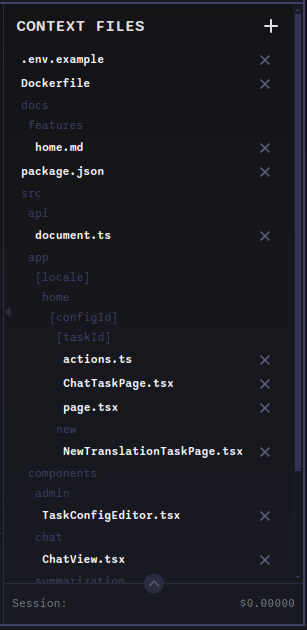 CONTEXT FILES +
.env.example ×
Dockerfile ×
docs
features
home.md ×
package.json ×
src
api
document.ts ×
app
[locale]
home
[configId]
[taskId]
actions.ts ×
ChatTaskPage.tsx ×
page.tsx ×
new
NewTranslationTaskPage.tsx ×
components
admin
TaskConfigEditor.tsx ×
chat
ChatView.tsx ×
summarization
Session: $0.00000